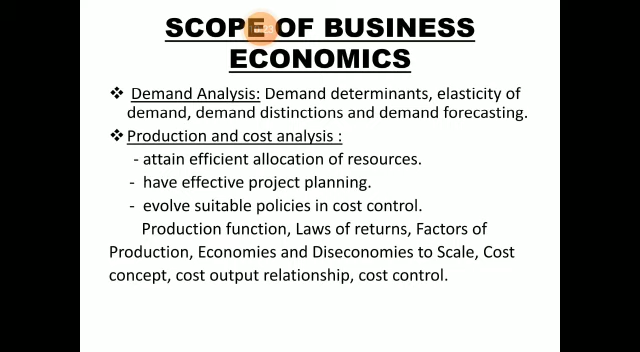 SCOPE OF BUSINESS
ECONOMICS
❖ Demand Analysis: Demand determinants, elasticity of
demand, demand distinctions and demand forecasting.
❖ Production and cost analysis :
- attain efficient allocation of resources.
- have effective project planning.
- evolve suitable policies in cost control.
Production function, Laws of returns, Factors of
Production, Economies and Diseconomies to Scale, Cost
concept, cost output relationship, cost control.